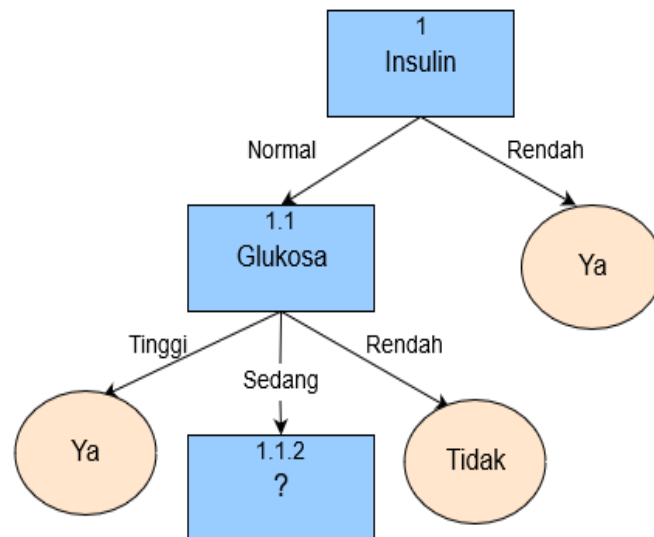 1
Insulin
Normal
Rendah
1.1
Glukosa
Ya
Tinggi
Sedang
Rendah
Ya
1.1.2
?
Tidak